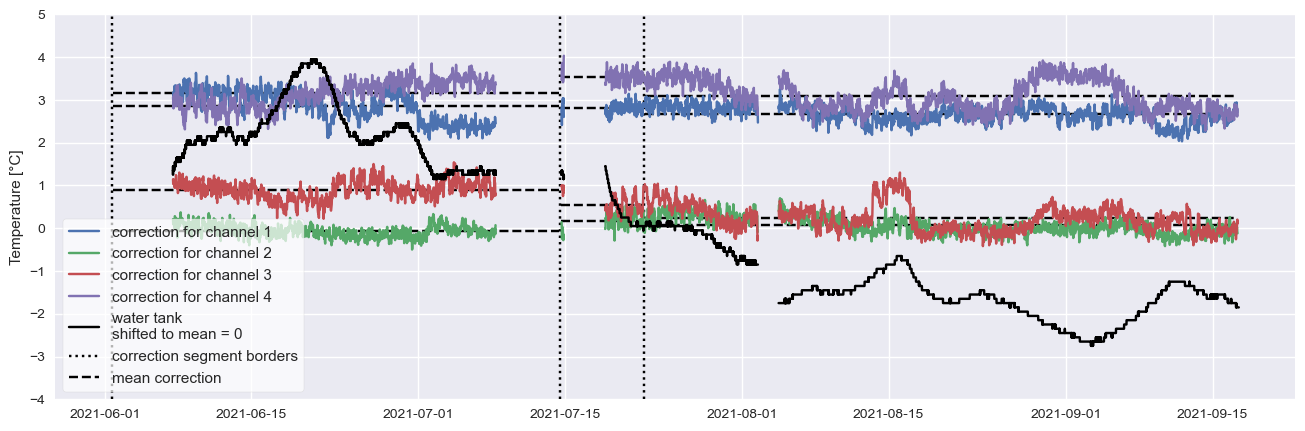 5
4
3
2
1
0
−1
−2
−3
−4
Temperature [°C]
correction for channel 1
correction for channel 2
correction for channel 3
correction for channel 4
water tank
shifted to mean = 0
correction segment borders
mean correction
2021-06-01 2021-06-15 2021-07-01 2021-07-15 2021-08-01 2021-08-15 2021-09-01 2021-09-15